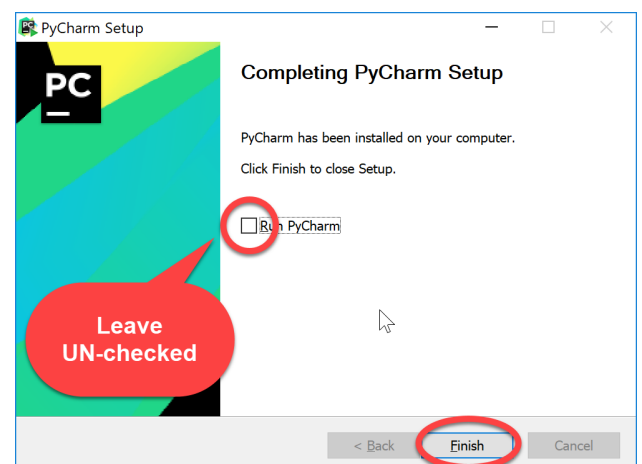 PyCharm Setup
PC
Completing PyCharm Setup
PyCharm has been installed on your computer.
Click Finish to close Setup.
Run PyCharm
Leave
UN-checked
< Back
Finish
Cancel